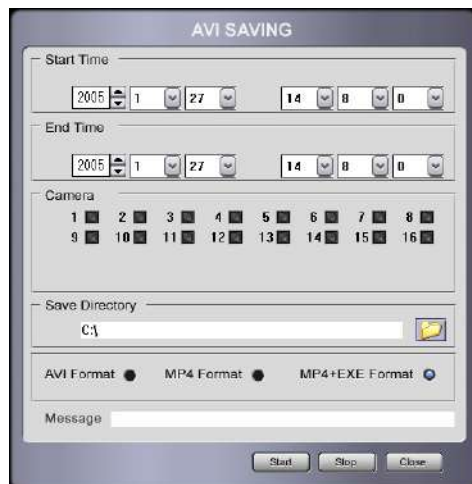 AVI SAVING
Start Time
2005 1 27 14 8 0
End Time
2005 1 27 14 8 0
Camera
1 2 3 4 5 6 7 8
9 10 11 12 13 14 15 16
Save Directory
C:\
AVI Format MP4 Format MP4+EXE Format
Message
Start Stop Close